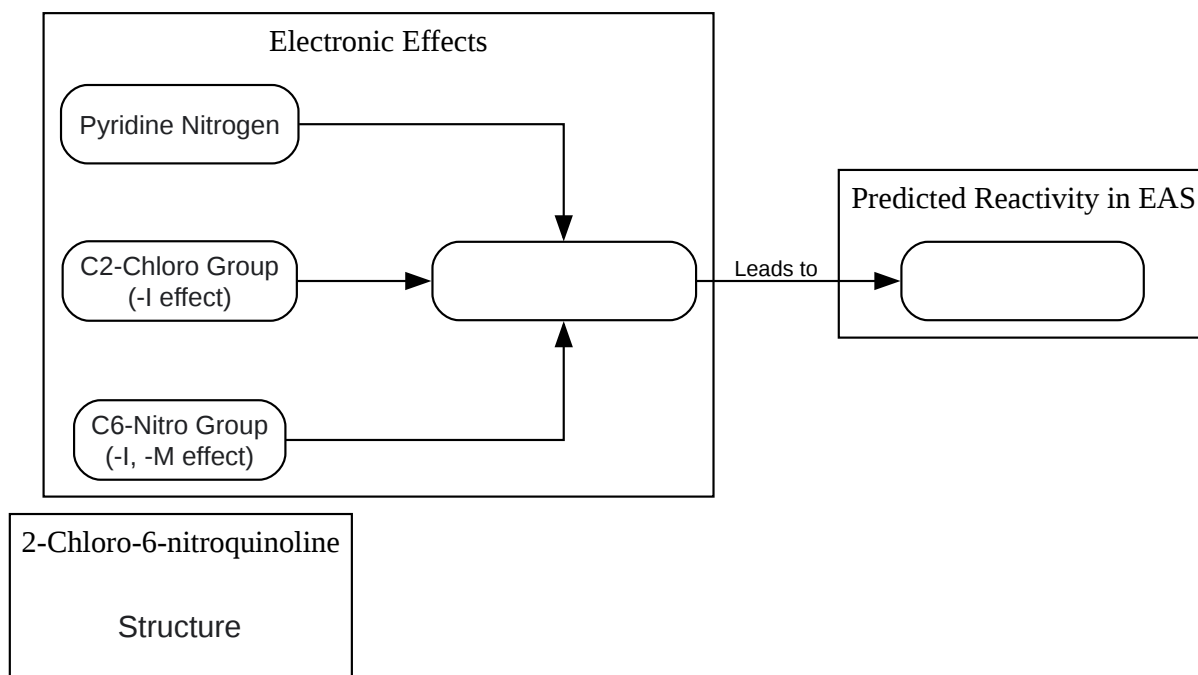 Electronic Effects
Pyridine Nitrogen
C2-Chloro Group
(-I effect)
C6-Nitro Group
(-I, -M effect)
Leads to
Predicted Reactivity in EAS
2-Chloro-6-nitroquinoline
Structure